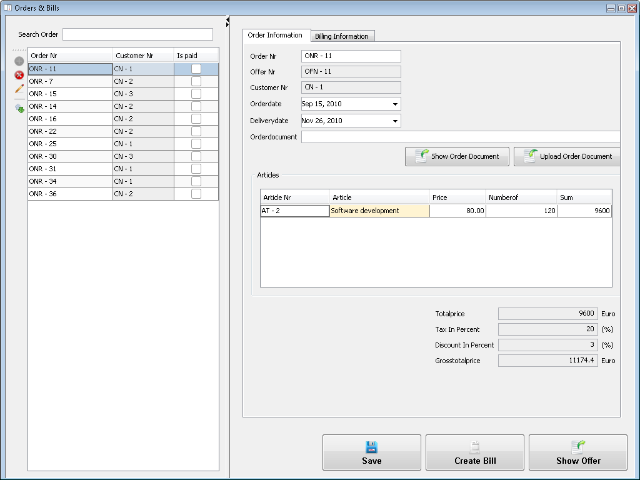 Orders & Bills
Search Order
Order Nr Customer Nr Is paid
ONR - 11 CN - 1
ONR - 7 CN - 2
ONR - 15 CN - 3
ONR - 14 CN - 2
ONR - 16 CN - 2
ONR - 22 CN - 2
ONR - 25 CN - 1
ONR - 30 CN - 3
ONR - 31 CN - 1
ONR - 34 CN - 1
ONR - 36 CN - 2
Order Information Billing Information
Order Nr ONR - 11
Offer Nr OFN - 11
Customer Nr CN - 1
Orderdate Sep 15, 2010
Deliverydate Nov 26, 2010
Orderdocument
Show Order Document Upload Order Document
Articles
Article Nr Article Price Numberof Sum
AT - 2 Software development 80.00 120 9600
Totalprice 9600 Euro
Tax In Percent 20 (%)
Discount In Percent 3 (%)
Grosstotalprice 11174.4 Euro
Save Create Bill Show Offer